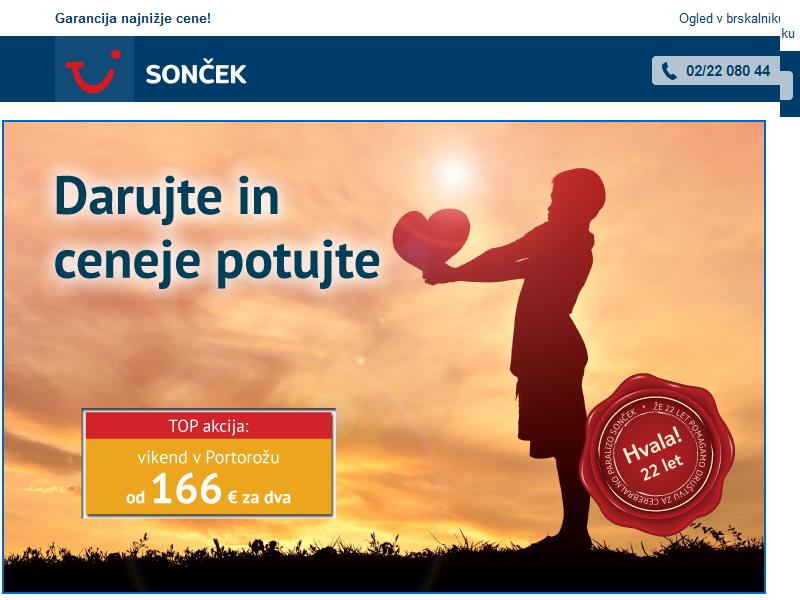 Garancija najnižje cene!
Ogled v brskalniku
ku
SONČEK
02/22 080 44
Darujte in
ceneje potujte
TOP akcija:
vikend v Portorožu
od 166 € za dva
ŽE 22 LET POMAGAMO DRUŠTVU ZA CEREBRALNO PARALIZO SONČEK •
Hvala!
22 let